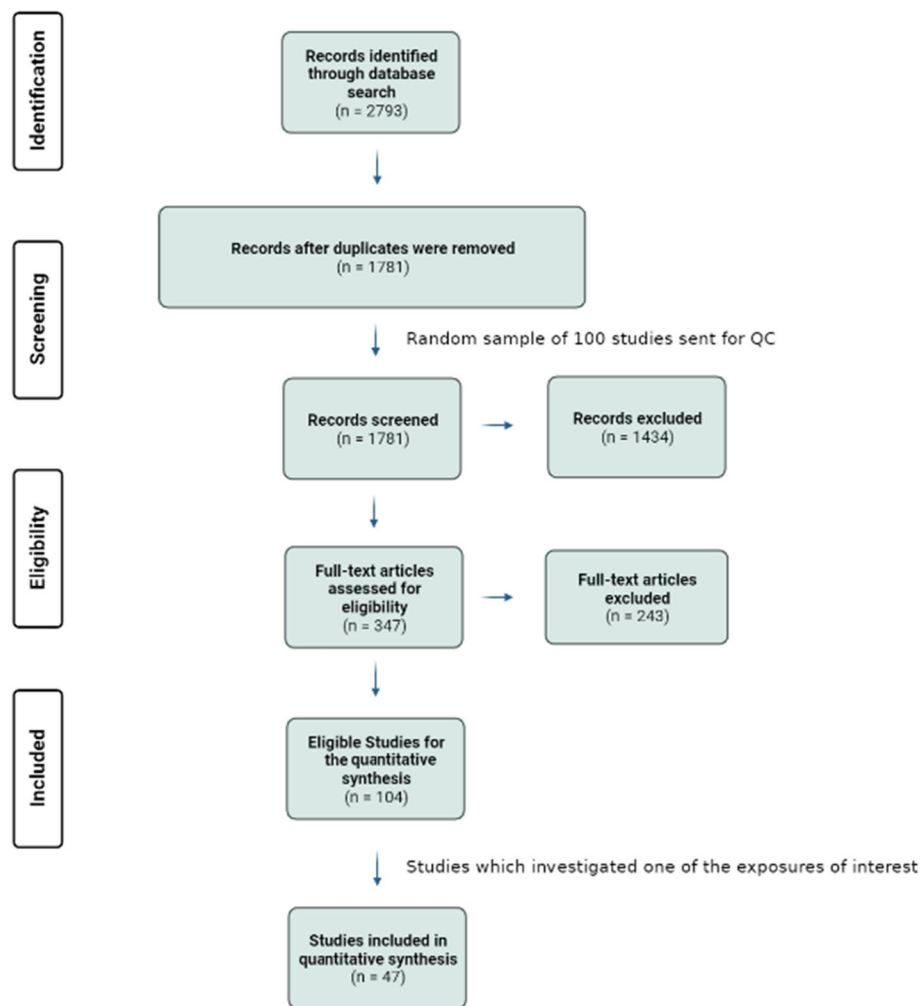 Identification
Records identified
through database
search
(n = 2793)
Records after duplicates were removed
(n = 1781)
Screening
Random sample of 100 studies sent for QC
Records screened
(n = 1781)
Records excluded
(n = 1434)
Eligibility
Full-text articles
assessed for
eligibility
(n = 347)
Full-text articles
excluded
(n = 243)
Included
Eligible Studies for
the quantitative
synthesis
(n = 104)
Studies which investigated one of the exposures of interest
Studies included in
quantitative synthesis
(n = 47)